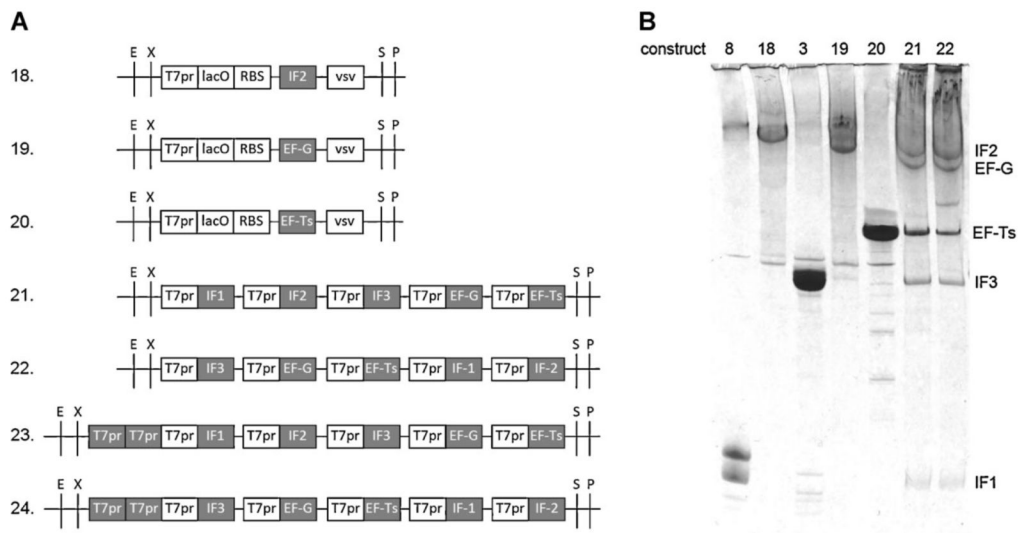 A
E X S P
18. T7pr lacO RBS IF2 vsv
E X S P
19. T7pr lacO RBS EF-G vsv
E X S P
20. T7pr lacO RBS EF-Ts vsv
E X S P
21. T7pr IF1 T7pr IF2 T7pr IF3 T7pr EF-G T7pr EF-Ts
E X S P
22. T7pr IF3 T7pr EF-G T7pr EF-Ts T7pr IF-1 T7pr IF-2
E X S P
23. T7pr T7pr T7pr IF1 T7pr IF2 T7pr IF3 T7pr EF-G T7pr EF-Ts
E X S P
24. T7pr T7pr T7pr IF3 T7pr EF-G T7pr EF-Ts T7pr IF-1 T7pr IF-2
B
construct 8 18 3 19 20 21 22
IF2
EF-G
EF-Ts
IF3
IF1